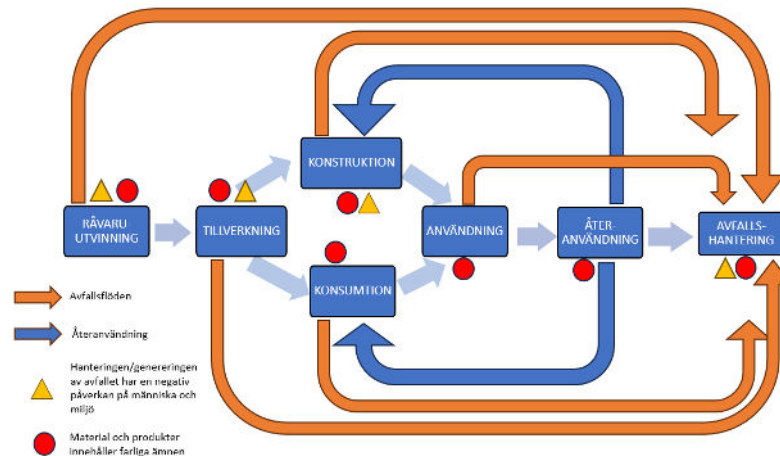 KONSTRUKTION
RÅVARU
UTVINNING
TILLVERKNING
ANVÄNDNING
ÅTER-
ANVÄNDNING
AVFALLS-
HANTERING
KONSUMTION
Avfallsflöden
Återanvändning
Hanteringen/genereringen
av avfallet har en negativ
påverkan på människa och
miljö
Material och produkter
innehåller farliga ämnen